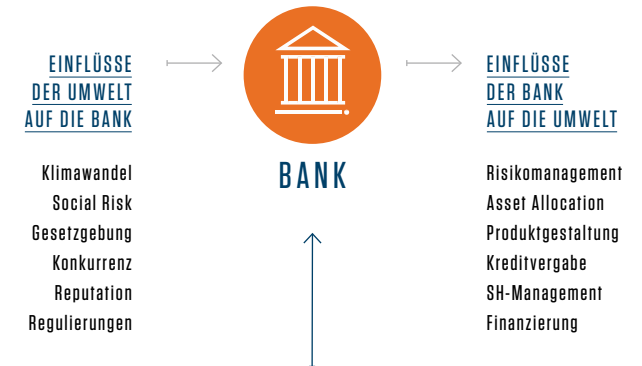 EINFLÜSSE
DER UMWELT
AUF DIE BANK
Klimawandel
Social Risk
Gesetzgebung
Konkurrenz
Reputation
Regulierungen
BANK
EINFLÜSSE
DER BANK
AUF DIE UMWELT
Risikomanagement
Asset Allocation
Produktgestaltung
Kreditvergabe
SH-Management
Finanzierung